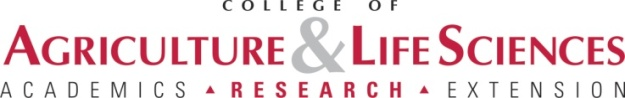 COLLEGE OF
AGRICULTURE & LIFE SCIENCES
ACADEMICS ▲ RESEARCH ▲ EXTENSION